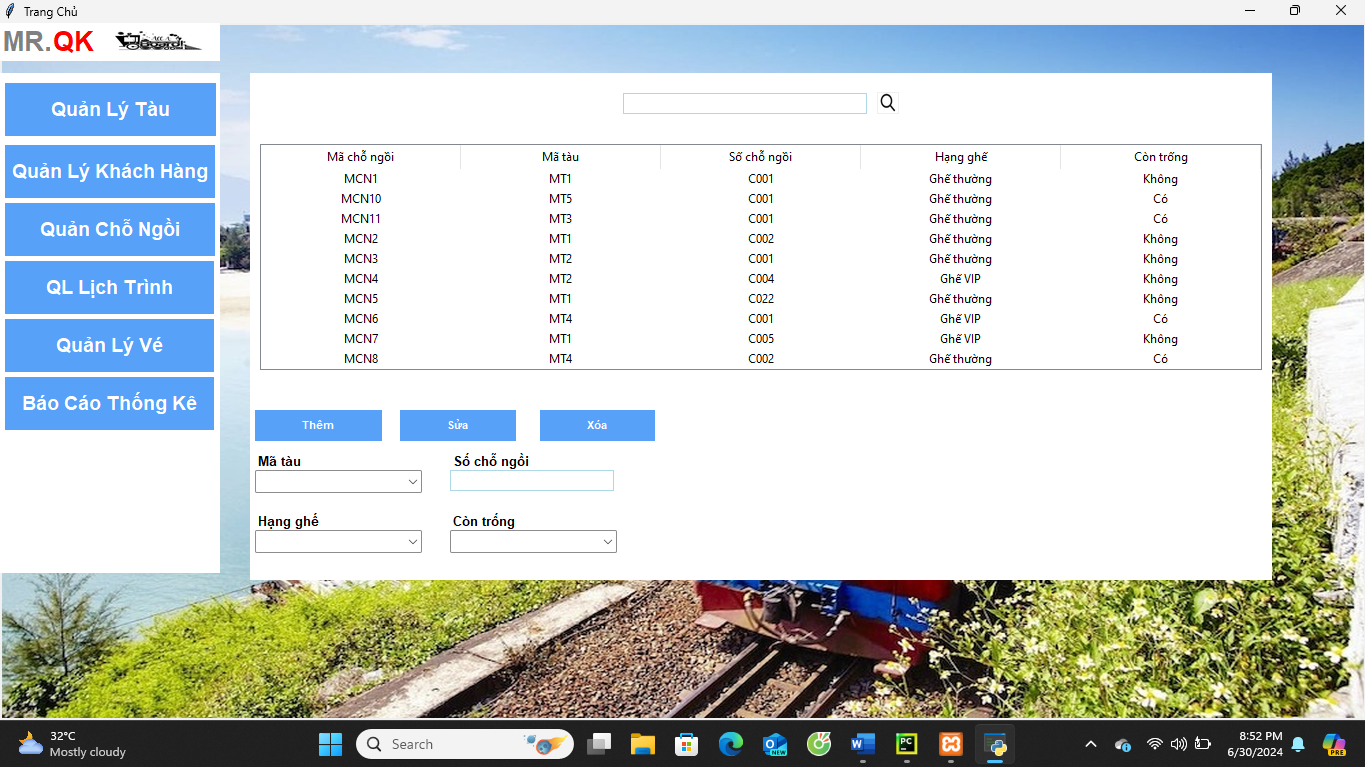 Trang Chủ
MR.QK
Quản Lý Tàu
Quản Lý Khách Hàng
Quản Chỗ Ngồi
QL Lịch Trình
Quản Lý Vé
Báo Cáo Thống Kê
Mã chỗ ngồi Mã tàu Số chỗ ngồi Hạng ghế Còn trống
MCN1 MT1 C001 Ghế thường Không
MCN10 MT5 C001 Ghế thường Có
MCN11 MT3 C001 Ghế thường Có
MCN2 MT1 C002 Ghế thường Không
MCN3 MT2 C001 Ghế thường Không
MCN4 MT2 C004 Ghế VIP Không
MCN5 MT1 C022 Ghế thường Không
MCN6 MT4 C001 Ghế VIP Có
MCN7 MT1 C005 Ghế VIP Không
MCN8 MT4 C002 Ghế thường Có
Thêm Sửa Xóa
Mã tàu Số chỗ ngồi
Hạng ghế Còn trống
32°C
Mostly cloudy
Search
NEW
PC
8:52 PM
6/30/2024
PRE